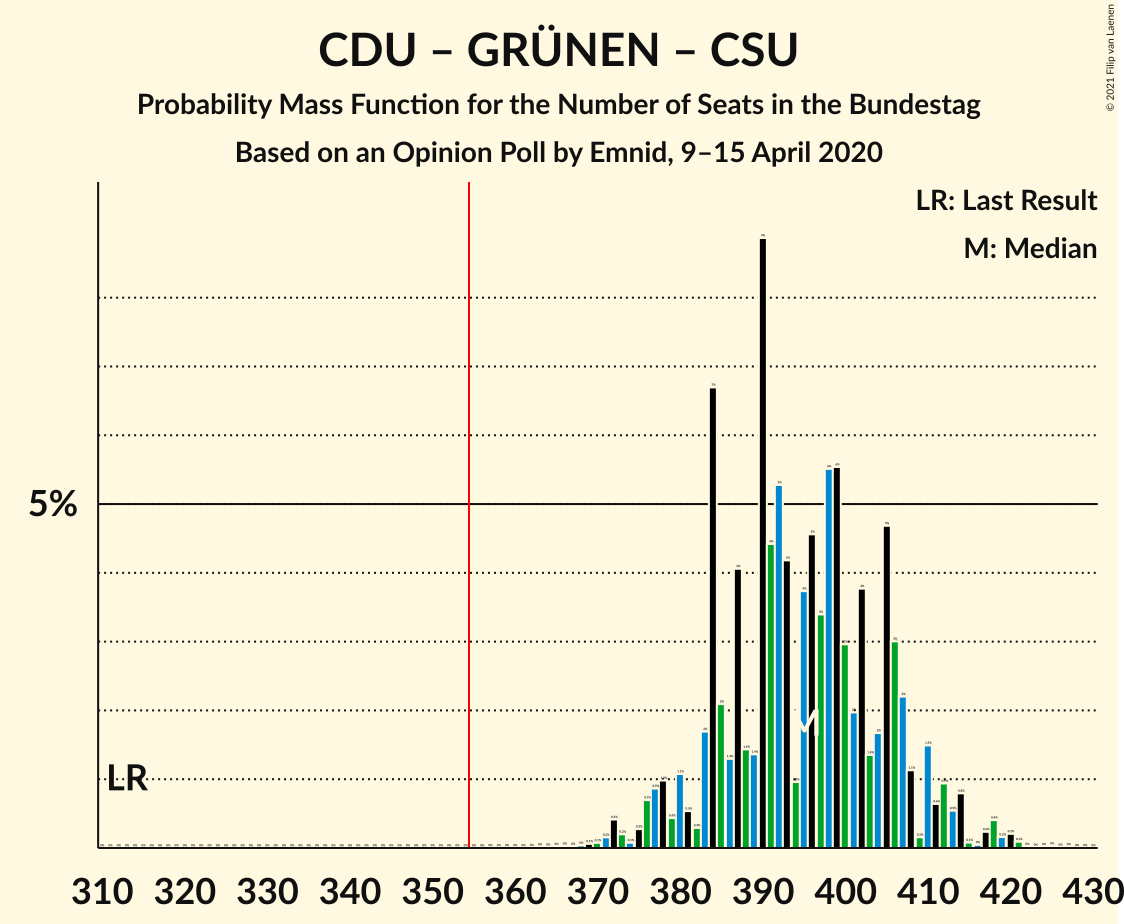 CDU – GRÜNEN – CSU
Probability Mass Function for the Number of Seats in the Bundestag
Based on an Opinion Poll by Emnid, 9–15 April 2020
© 2021 Filip van Laenen
LR: Last Result
M: Median
5%
LR
M
310 320 330 340 350 360 370 380 390 400 410 420 430